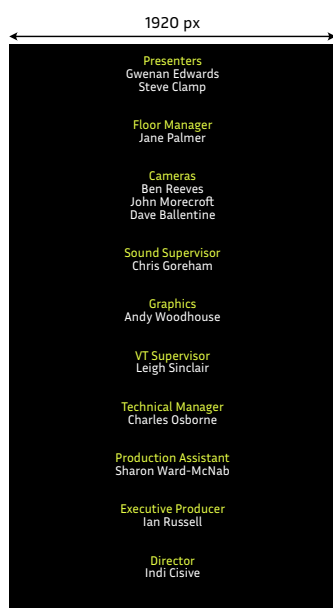 1920 px
Presenters
Gwenan Edwards
Steve Clamp
Floor Manager
Jane Palmer
Cameras
Ben Reeves
John Morecroft
Dave Ballentine
Sound Supervisor
Chris Goreham
Graphics
Andy Woodhouse
VT Supervisor
Leigh Sinclair
Technical Manager
Charles Osborne
Production Assistant
Sharon Ward-McNab
Executive Producer
Ian Russell
Director
Indi Cisive